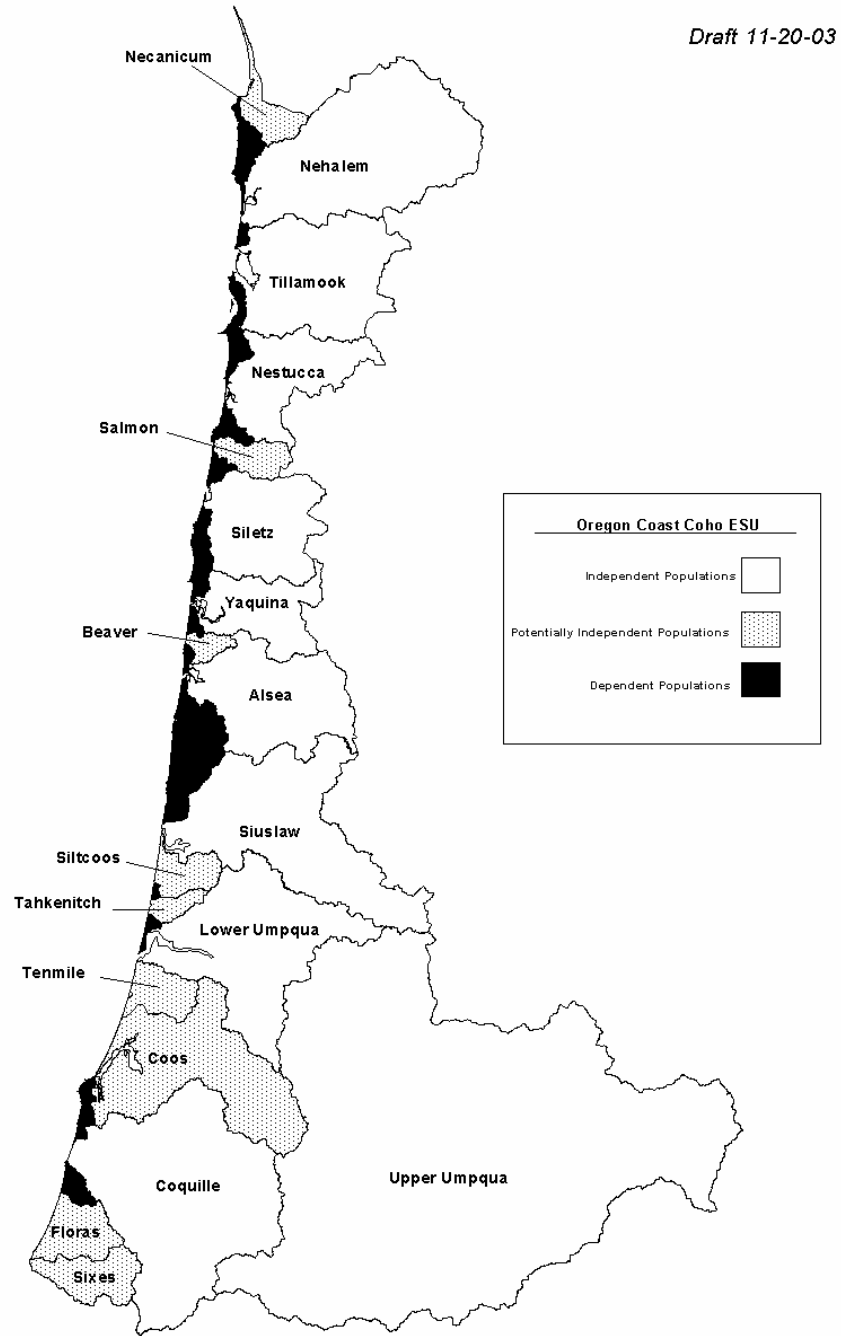 Draft 11-20-03
Necanicum
Nehalem
Tillamook
Nestucca
Salmon
Siletz
Yaquina
Beaver
Alsea
Siuslaw
Siltcoos
Tahkenitch
Lower Umpqua
Tenmile
Coos
Upper Umpqua
Coquille
Floras
Sixes
Oregon Coast Coho ESU
Independent Populations
Potentially Independent Populations
Dependent Populations